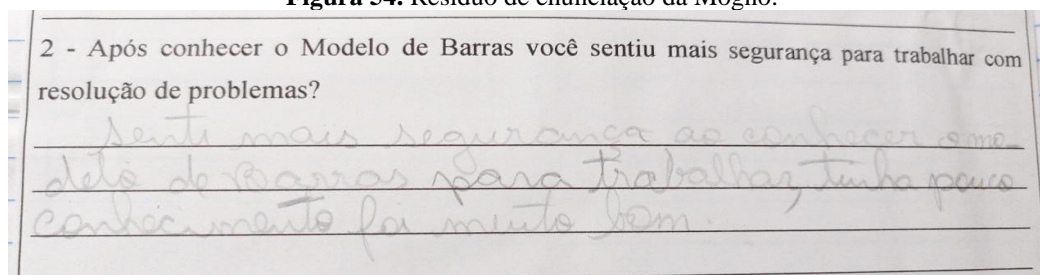 Figura 34. Resíduo de enunciação da Mogno.
2 - Após conhecer o Modelo de Barras você sentiu mais segurança para trabalhar com
resolução de problemas?
Senti mais segurança ao conhecer o mo-
delo de Barras para trabalhar, tinha pouco
conhecimento foi muito bom.